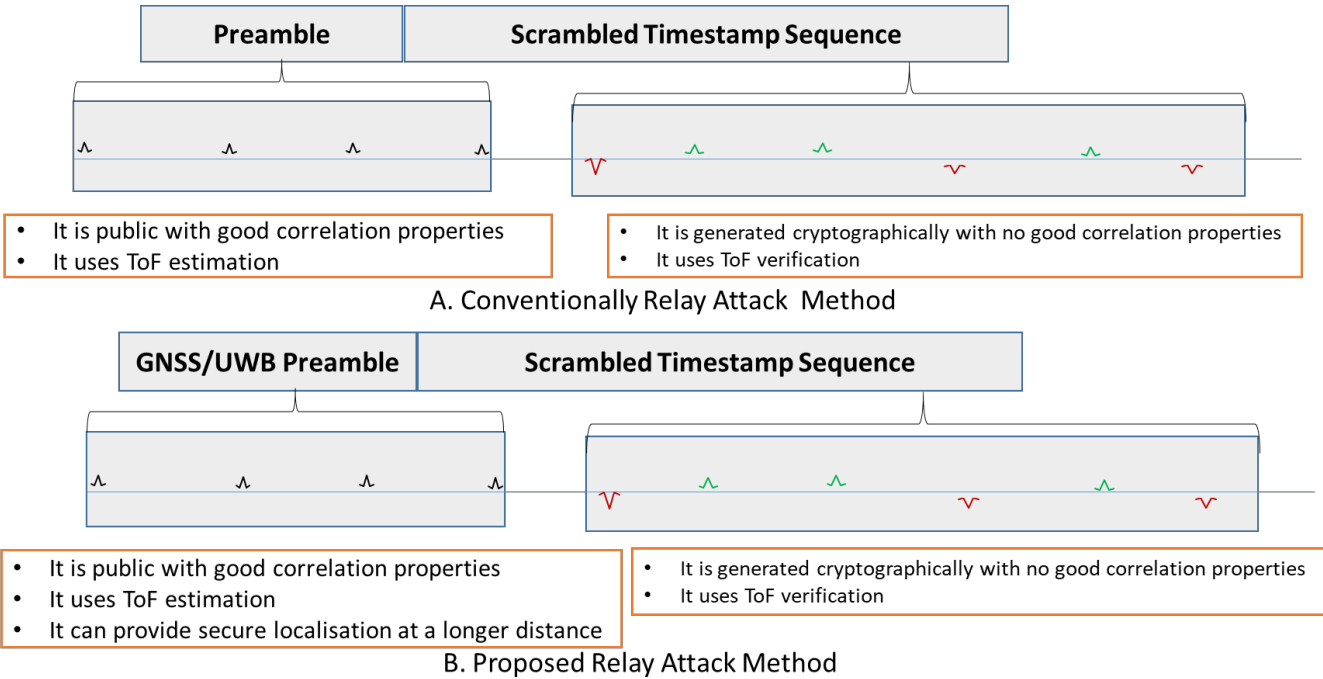 Preamble
Scrambled Timestamp Sequence
• It is public with good correlation properties
• It uses ToF estimation
• It is generated cryptographically with no good correlation properties
• It uses ToF verification
A. Conventionally Relay Attack Method
GNSS/UWB Preamble
Scrambled Timestamp Sequence
• It is public with good correlation properties
• It uses ToF estimation
• It can provide secure localisation at a longer distance
• It is generated cryptographically with no good correlation properties
• It uses ToF verification
B. Proposed Relay Attack Method